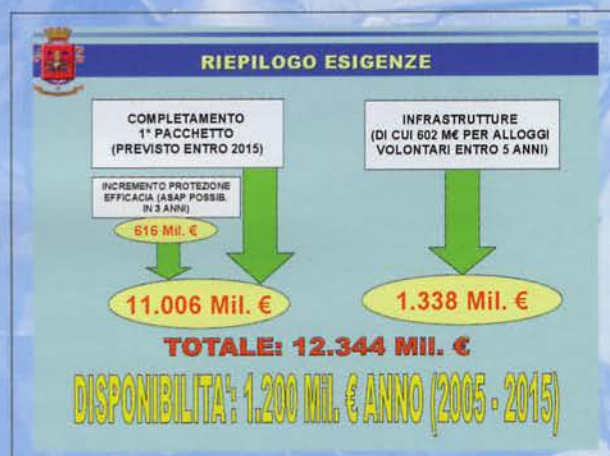 RIEPILOGO ESIGENZE
COMPLETAMENTO
1° PACCHETTO
(PREVISTO ENTRO 2015)
INCREMENTO PROTEZIONE
EFFICACIA (ASAP POSSIB.
IN 3 ANNI)
616 Mil. €
11.006 Mil. €
INFRASTRUTTURE
(DI CUI 602 M€ PER ALLOGGI
VOLONTARI ENTRO 5 ANNI)
1.338 Mil. €
TOTALE: 12.344 Mil. €
DISPONIBILITA': 1.200 Mil. € ANNO (2005 - 2015)